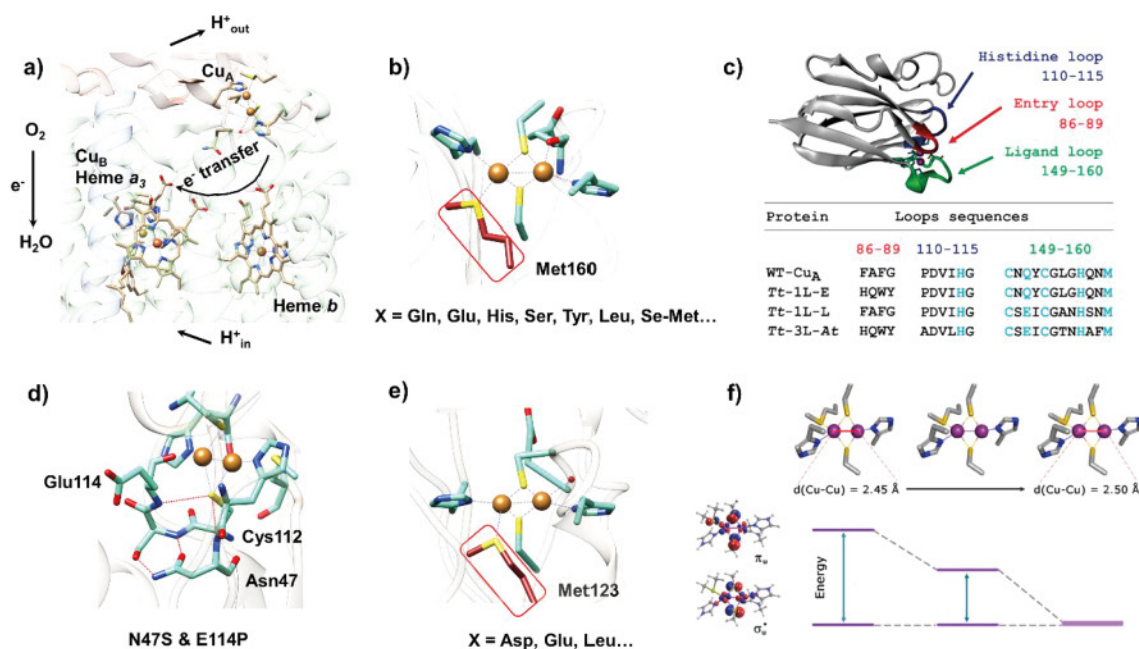 a)
H⁺out
CuA
O₂
CuB
Heme a₃
e⁻ transfer
e⁻
H₂O
Heme b
H⁺in
b)
Met160
X = Gln, Glu, His, Ser, Tyr, Leu, Se-Met...
c)
Histidine loop
110-115
Entry loop
86-89
Ligand loop
149-160
Protein Loops sequences
86-89 110-115 149-160
WT-CuA FAFG PDVIHG CNQYCGLGHQNM
Tt-1L-E HQWY PDVIHG CNQYCGLGHQNM
Tt-1L-L FAFG PDVIHG CSEICGANHSNM
Tt-3L-At HQWY ADVLHG CSEICGTNHAFM
d)
Glu114
Cys112
Asn47
N47S & E114P
e)
Met123
X = Asp, Glu, Leu...
f)
d(Cu-Cu) = 2.45 Å d(Cu-Cu) = 2.50 Å
πu
Energy
σu*